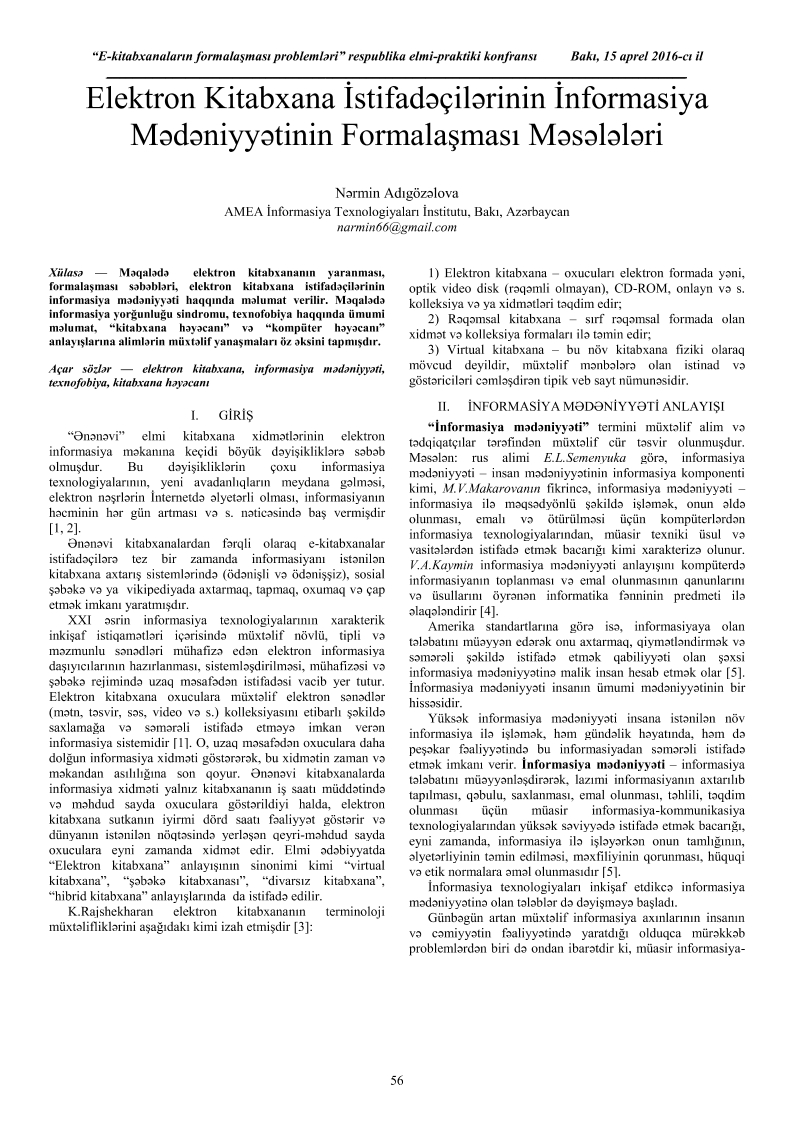 “E-kitabxanaların formalaşması problemləri” respublika elmi-praktiki konfransı Bakı, 15 aprel 2016-cı il
Elektron Kitabxana İstifadəçilərinin İnformasiya
Mədəniyyətinin Formalaşması Məsələləri
Nərmin Adıgözəlova
AMEA İnformasiya Texnologiyaları İnstitutu, Bakı, Azərbaycan
narmin66@gmail.com
Xülasə — Məqalədə elektron kitabxananın yaranması,
formalaşması səbəbləri, elektron kitabxana istifadəçilərinin
informasiya mədəniyyəti haqqında məlumat verilir. Məqalədə
informasiya yorğunluğu sindromu, texnofobiya haqqında ümumi
məlumat, “kitabxana həyəcanı” və “kompüter həyəcanı”
anlayışlarına alimlərin müxtəlif yanaşmaları öz əksini tapmışdır.
Açar sözlər — elektron kitabxana, informasiya mədəniyyəti,
texnofobiya, kitabxana həyəcanı
I. GİRİŞ
“Ənənəvi” elmi kitabxana xidmətlərinin elektron
informasiya məkanına keçidi böyük dəyişikliklərə səbəb
olmuşdur. Bu dəyişikliklərin çoxu informasiya
texnologiyalarının, yeni avadanlıqların meydana gəlməsi,
elektron nəşrlərin İnternetdə əlyetərli olması, informasiyanın
həcminin hər gün artması və s. nəticəsində baş vermişdir
[1, 2].
Ənənəvi kitabxanalardan fərqli olaraq e-kitabxanalar
istifadəçilərə tez bir zamanda informasiyanı istənilən
kitabxana axtarış sistemlərində (ödənişli və ödənişsiz), sosial
şəbəkə və ya vikipediyada axtarmaq, tapmaq, oxumaq və çap
etmək imkanı yaratmışdır.
XXI əsrin informasiya texnologiyalarının xarakterik
inkişaf istiqamətləri içərisində müxtəlif növlü, tipli və
məzmunlu sənədləri mühafizə edən elektron informasiya
daşıyıcılarının hazırlanması, sistemləşdirilməsi, mühafizəsi və
şəbəkə rejimində uzaq məsafədən istifadəsi vacib yer tutur.
Elektron kitabxana oxuculara müxtəlif elektron sənədlər
(mətn, təsvir, səs, video və s.) kolleksiyasını etibarlı şəkildə
saxlamağa və səmərəli istifadə etməyə imkan verən
informasiya sistemidir [1]. O, uzaq məsafədən oxuculara daha
dolğun informasiya xidməti göstərərək, bu xidmətin zaman və
məkandan asılılığına son qoyur. Ənənəvi kitabxanalarda
informasiya xidməti yalnız kitabxananın iş saatı müddətində
və məhdud sayda oxuculara göstərildiyi halda, elektron
kitabxana sutkanın iyirmi dörd saatı fəaliyyət göstərir və
dünyanın istənilən nöqtəsində yerləşən qeyri-məhdud sayda
oxuculara eyni zamanda xidmət edir. Elmi ədəbiyyatda
“Elektron kitabxana” anlayışının sinonimi kimi “virtual
kitabxana”, “şəbəkə kitabxanası”, “divarsız kitabxana”,
“hibrid kitabxana” anlayışlarında da istifadə edilir.
K.Rajshekharan elektron kitabxananın terminoloji
müxtəlifliklərini aşağıdakı kimi izah etmişdir [3]:
1) Elektron kitabxana – oxucuları elektron formada yəni,
optik video disk (rəqəmli olmayan), CD-ROM, onlayn və s.
kolleksiya və ya xidmətləri təqdim edir;
2) Rəqəmsal kitabxana – sırf rəqəmsal formada olan
xidmət və kolleksiya formaları ilə təmin edir;
3) Virtual kitabxana – bu növ kitabxana fiziki olaraq
mövcud deyildir, müxtəlif mənbələrə olan istinad və
göstəriciləri cəmləşdirən tipik veb sayt nümunəsidir.
II. İNFORMASİYA MƏDƏNİYYƏTİ ANLAYIŞI
“İnformasiya mədəniyyəti” termini müxtəlif alim və
tədqiqatçılar tərəfindən müxtəlif cür təsvir olunmuşdur.
Məsələn: rus alimi E.L.Semenyuka görə, informasiya
mədəniyyəti – insan mədəniyyətinin informasiya komponenti
kimi, M.V.Makarovanın fikrincə, informasiya mədəniyyəti –
informasiya ilə məqsədyönlü şəkildə işləmək, onun əldə
olunması, emalı və ötürülməsi üçün kompüterlərdən
informasiya texnologiyalarından, müasir texniki üsul və
vasitələrdən istifadə etmək bacarığı kimi xarakterizə olunur.
V.A.Kaymin informasiya mədəniyyəti anlayışını kompüterdə
informasiyanın toplanması və emal olunmasının qanunlarını
və üsullarını öyrənən informatika fənninin predmeti ilə
əlaqələndirir [4].
Amerika standartlarına görə isə, informasiyaya olan
tələbatını müəyyən edərək onu axtarmaq, qiymətləndirmək və
səmərəli şəkildə istifadə etmək qabiliyyəti olan şəxsi
informasiya mədəniyyətinə malik insan hesab etmək olar [5].
İnformasiya mədəniyyəti insanın ümumi mədəniyyətinin bir
hissəsidir.
Yüksək informasiya mədəniyyəti insana istənilən növ
informasiya ilə işləmək, həm gündəlik həyatında, həm də
peşəkar fəaliyyətində bu informasiyadan səmərəli istifadə
etmək imkanı verir. İnformasiya mədəniyyəti – informasiya
tələbatını müəyyənləşdirərək, lazımi informasiyanın axtarılıb
tapılması, qəbulu, saxlanması, emal olunması, təhlili, təqdim
olunması üçün müasir informasiya-kommunikasiya
texnologiyalarından yüksək səviyyədə istifadə etmək bacarığı,
eyni zamanda, informasiya ilə işləyərkən onun tamlığının,
əlyetərliyinin təmin edilməsi, məxfiliyinin qorunması, hüquqi
və etik normalara əməl olunmasıdır [5].
İnformasiya texnologiyaları inkişaf etdikcə informasiya
mədəniyyətinə olan tələblər də dəyişməyə başladı.
Günbəgün artan müxtəlif informasiya axınlarının insanın
və cəmiyyətin fəaliyyətində yaratdığı olduqca mürəkkəb
problemlərdən biri də ondan ibarətdir ki, müasir informasiya-
56